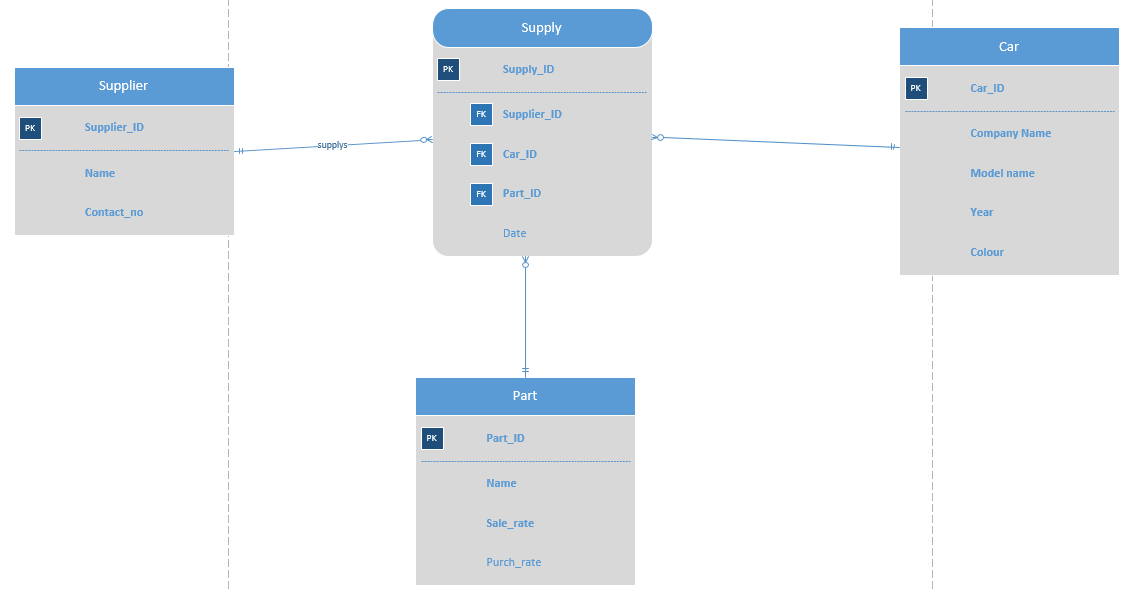 Supplier
PK Supplier_ID
Name
Contact_no
supplys
Supply
PK Supply_ID
FK Supplier_ID
FK Car_ID
FK Part_ID
Date
Car
PK Car_ID
Company Name
Model name
Year
Colour
Part
PK Part_ID
Name
Sale_rate
Purch_rate